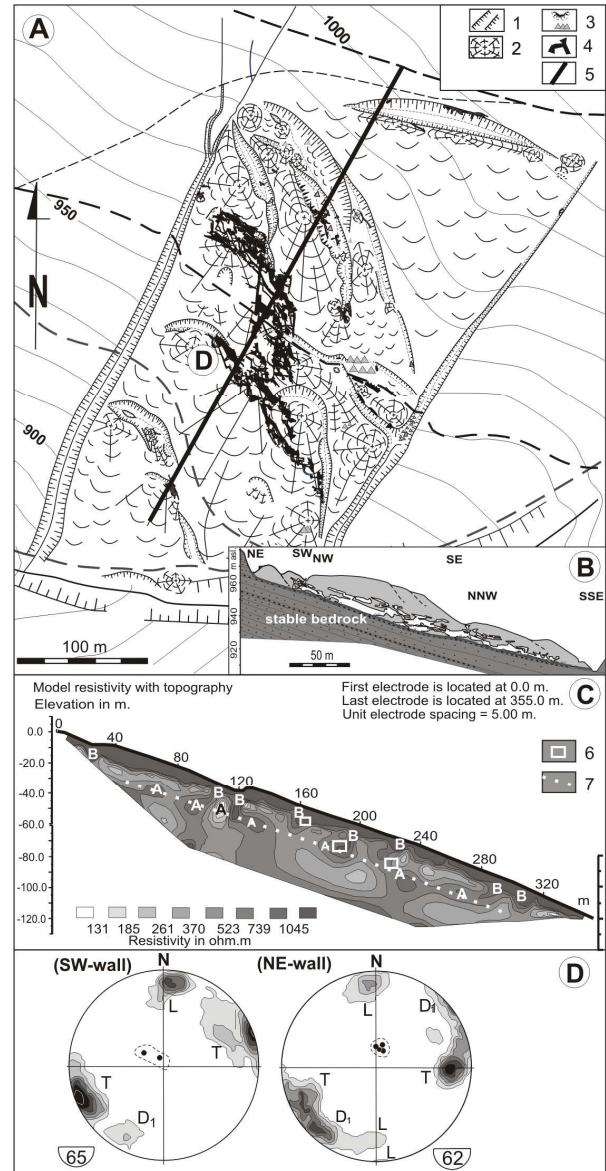 A
1000
1
3
2
4
5
950
N
D
900
100 m
B
NE SW NW SE NNW SSE
m asl.
960
940
920
stable bedrock
50 m
C
Model resistivity with topography
Elevation in m.
First electrode is located at 0.0 m.
Last electrode is located at 355.0 m.
Unit electrode spacing = 5.00 m.
0.0
-20.0
-40.0
-60.0
-80.0
-100.0
-120.0
0 40 80 120 160 200 240 280 320 m
B B B B B B B B
A A A A A A A
6
7
131 185 261 370 523 739 1045
Resistivity in ohm.m
D
(SW-wall) N (NE-wall) N
L T T D1
65
L D1 T T D1 L L
62